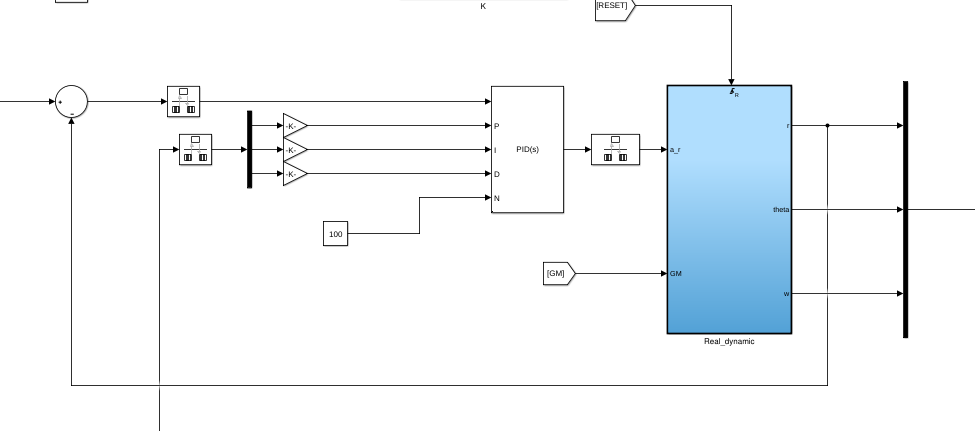 K
[RESET]
R
+
−
-K-
-K-
-K-
P
I
D
N
PID(s)
100
[GM]
a_r
GM
r
theta
w
Real_dynamic